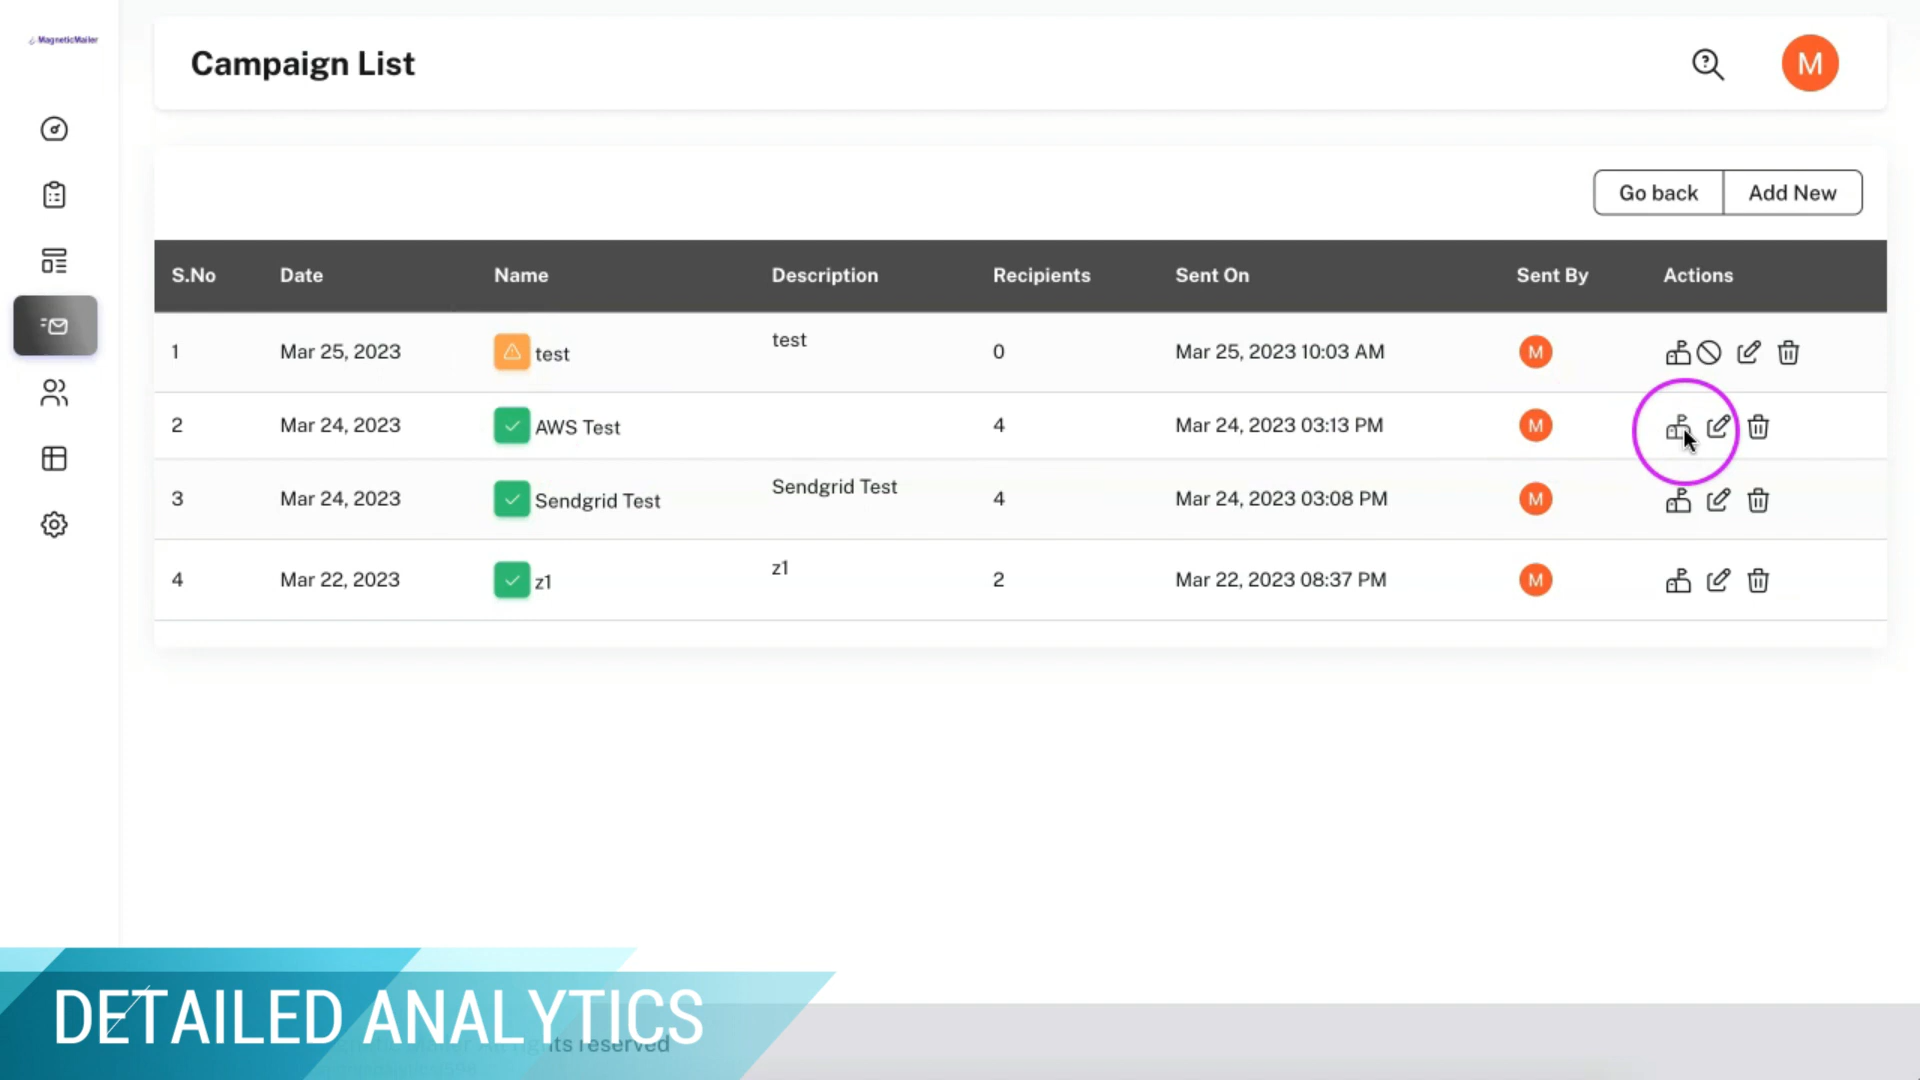 MagneticMailer
Campaign List
M
Go back Add New
S.No Date Name Description Recipients Sent On Sent By Actions
1 Mar 25, 2023 test test 0 Mar 25, 2023 10:03 AM M
2 Mar 24, 2023 AWS Test 4 Mar 24, 2023 03:13 PM M
3 Mar 24, 2023 Sendgrid Test Sendgrid Test 4 Mar 24, 2023 03:08 PM M
4 Mar 22, 2023 z1 z1 2 Mar 22, 2023 08:37 PM M
DETAILED ANALYTICS
reserved